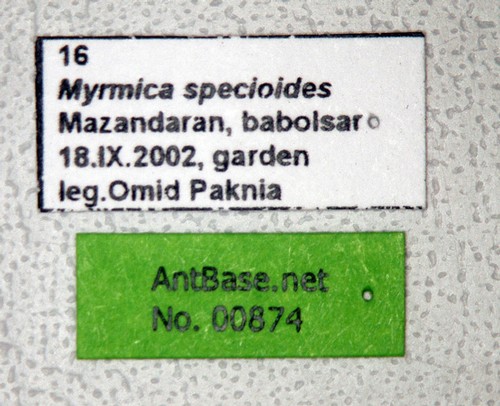 16
Myrmica specioides
Mazandaran, babolsar
18.IX.2002, garden
leg.Omid Paknia
AntBase.net
No. 00874